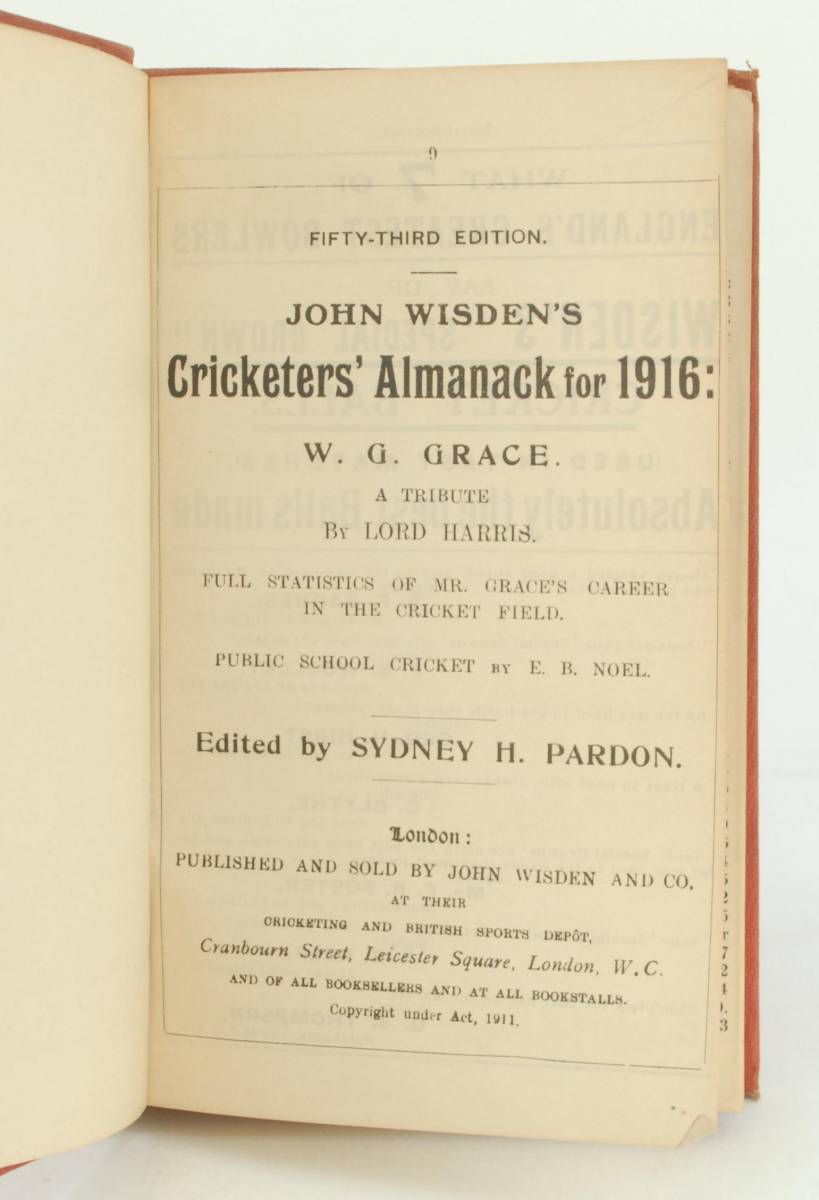 9
FIFTY-THIRD EDITION.
JOHN WISDEN'S
Cricketers' Almanack for 1916:
W. G. GRACE.
A TRIBUTE
BY LORD HARRIS.
FULL STATISTICS OF MR. GRACE'S CAREER
IN THE CRICKET FIELD.
PUBLIC SCHOOL CRICKET BY E. B. NOEL.
Edited by SYDNEY H. PARDON.
London:
PUBLISHED AND SOLD BY JOHN WISDEN AND CO.
AT THEIR
CRICKETING AND BRITISH SPORTS DEPÔT,
Cranbourn Street, Leicester Square, London, W.C.
AND OF ALL BOOKSELLERS AND AT ALL BOOKSTALLS.
Copyright under Act, 1911.